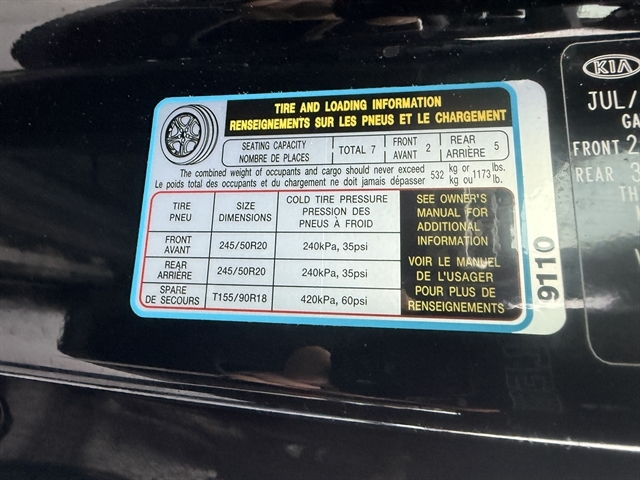 TIRE AND LOADING INFORMATION
RENSEIGNEMENTS SUR LES PNEUS ET LE CHARGEMENT
SEATING CAPACITY
NOMBRE DE PLACES
TOTAL 7
FRONT
AVANT 2
REAR
ARRIÈRE 5
The combined weight of occupants and cargo should never exceed 532 kg or 1173 lbs.
Le poids total des occupants et du chargement ne doit jamais dépasser kg ou lb.
TIRE
PNEU
SIZE
DIMENSIONS
COLD TIRE PRESSURE
PRESSION DES
PNEUS À FROID
FRONT
AVANT
245/50R20
240kPa, 35psi
REAR
ARRIÈRE
245/50R20
240kPa, 35psi
SPARE
DE SECOURS
T155/90R18
420kPa, 60psi
SEE OWNER'S
MANUAL FOR
ADDITIONAL
INFORMATION
VOIR LE MANUEL
DE L'USAGER
POUR PLUS DE
RENSEIGNEMENTS
9110
KIA
JUL/
GA
FRONT 2
REAR 3
TH